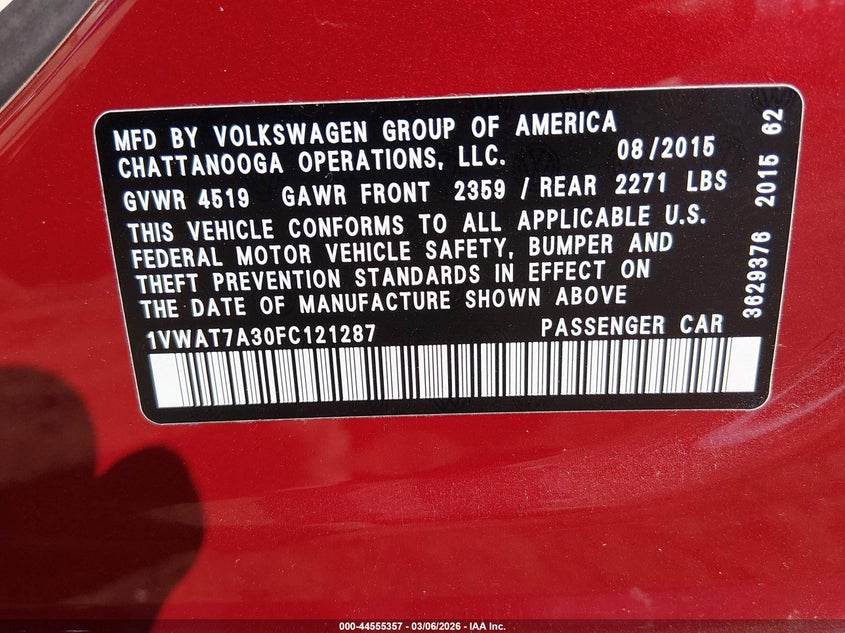 MFD BY VOLKSWAGEN GROUP OF AMERICA
CHATTANOOGA OPERATIONS, LLC. 08/2015
GVWR 4519 GAWR FRONT 2359 / REAR 2271 LBS
THIS VEHICLE CONFORMS TO ALL APPLICABLE U.S.
FEDERAL MOTOR VEHICLE SAFETY, BUMPER AND
THEFT PREVENTION STANDARDS IN EFFECT ON
THE DATE OF MANUFACTURE SHOWN ABOVE
1VWAT7A30FC121287 PASSENGER CAR
3629376 2015 62
000-44555357 - 03/06/2026 - IAA Inc.